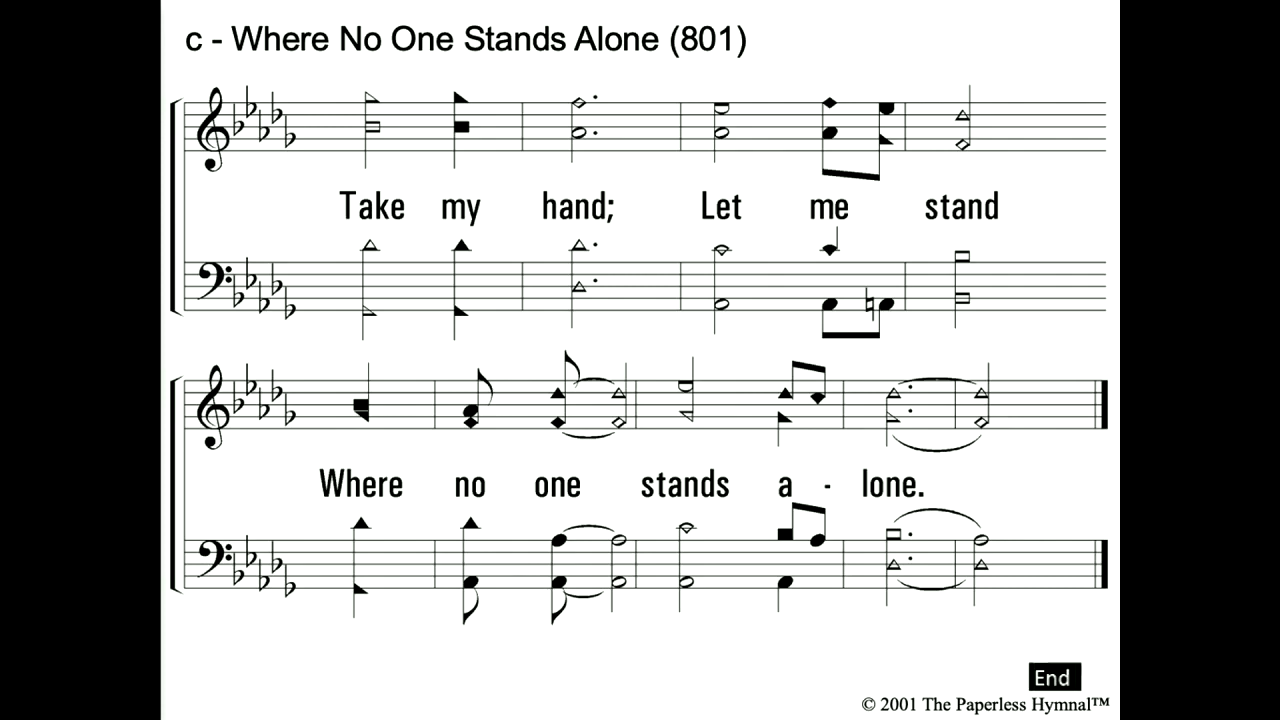 c - Where No One Stands Alone (801)
Take my hand; Let me stand
Where no one stands a - lone.
End
© 2001 The Paperless Hymnal™